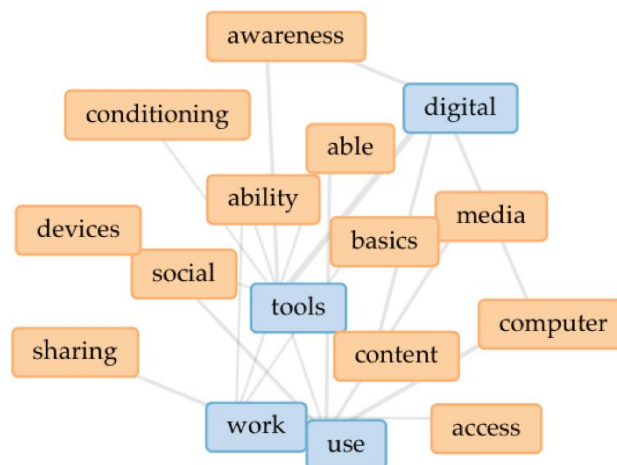 awareness
digital
conditioning
able
ability
media
devices
basics
social
tools
computer
sharing
content
work
access
use